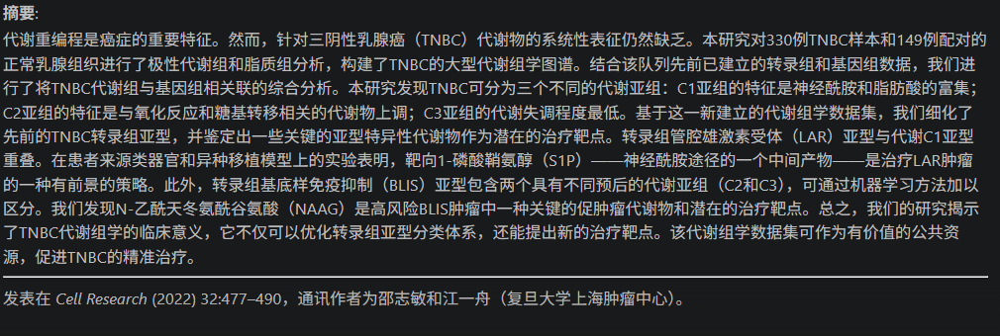 摘要:
代谢重编程是癌症的重要特征。然而，针对三阴性乳腺癌（TNBC）代谢物的系统性表征仍然缺乏。本研究对330例TNBC样本和149例配对的
正常乳腺组织进行了极性代谢组和脂质组分析，构建了TNBC的大型代谢组学图谱。结合该队列先前已建立的转录组和基因组数据，我们进
行了将TNBC代谢组与基因组相关联的综合分析。本研究发现TNBC可分为三个不同的代谢亚组：C1亚组的特征是神经酰胺和脂肪酸的富集；
C2亚组的特征是与氧化反应和糖基转移相关的代谢物上调；C3亚组的代谢失调程度最低。基于这一新建立的代谢组学数据集，我们细化了
先前的TNBC转录组亚型，并鉴定出一些关键的亚型特异性代谢物作为潜在的治疗靶点。转录组管腔雄激素受体（LAR）亚型与代谢C1亚型
重叠。在患者来源类器官和异种移植模型上的实验表明，靶向1-磷酸鞘氨醇（S1P）——神经酰胺途径的一个中间产物——是治疗LAR肿瘤
的一种有前景的策略。此外，转录组基底样免疫抑制（BLIS）亚型包含两个具有不同预后的代谢亚组（C2和C3），可通过机器学习方法加以
区分。我们发现N-乙酰天冬氨酰谷氨酸（NAAG）是高风险BLIS肿瘤中一种关键的促肿瘤代谢物和潜在的治疗靶点。总之，我们的研究揭示
了TNBC代谢组学的临床意义，它不仅可以优化转录组亚型分类体系，还能提出新的治疗靶点。该代谢组学数据集可作为有价值的公共资
源，促进TNBC的精准治疗。
发表在 Cell Research (2022) 32:477–490，通讯作者为邵志敏和江一舟（复旦大学上海肿瘤中心）。